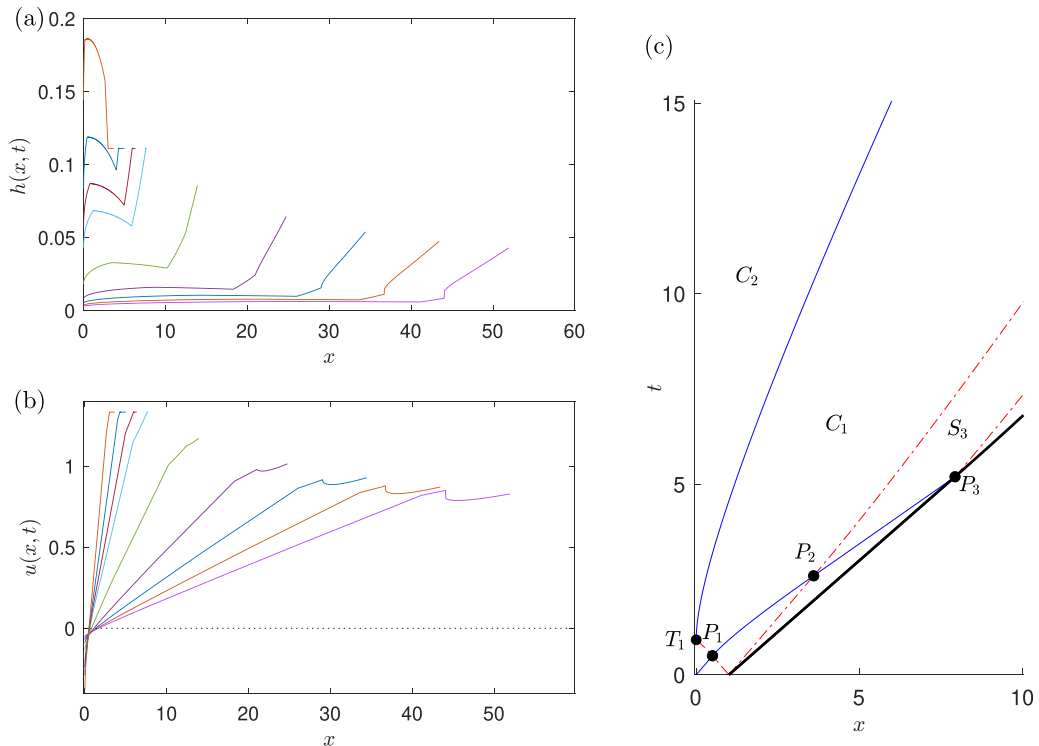 (a)
0.2
0.15
0.1
0.05
0
h(x, t)
0 10 20 30 40 50 60
x
(b)
1
0.5
0
u(x, t)
0 10 20 30 40 50
x
(c)
15
10
5
0
t
C₂
C₁
S₃
P₃
P₂
T₁
P₁
0 5 10
x